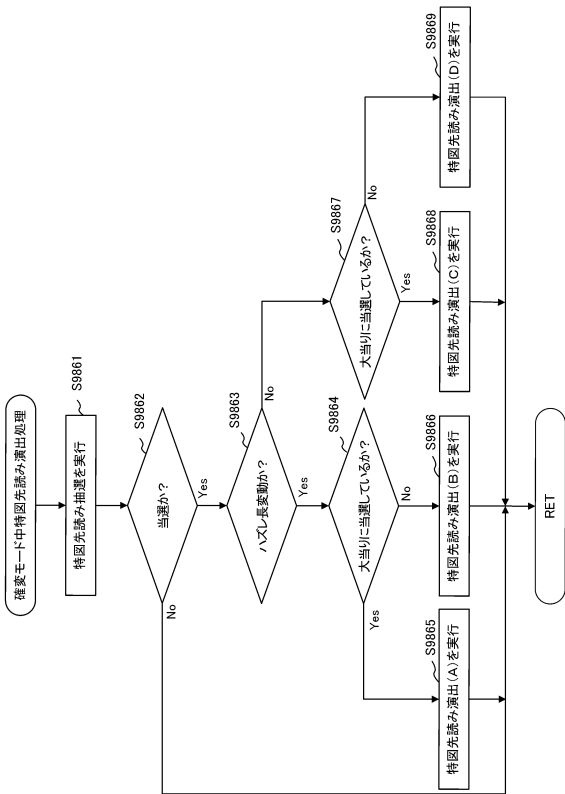 確変モード中特図先読み演出処理
S9861
特図先読み抽選を実行
S9862
当選か？
No
Yes
S9863
ハズレ長変動か？
No
Yes
S9864
大当りに当選しているか？
Yes
No
S9867
大当りに当選しているか？
No
Yes
S9865
特図先読み演出(A)を実行
S9866
特図先読み演出(B)を実行
S9868
特図先読み演出(C)を実行
S9869
特図先読み演出(D)を実行
RET